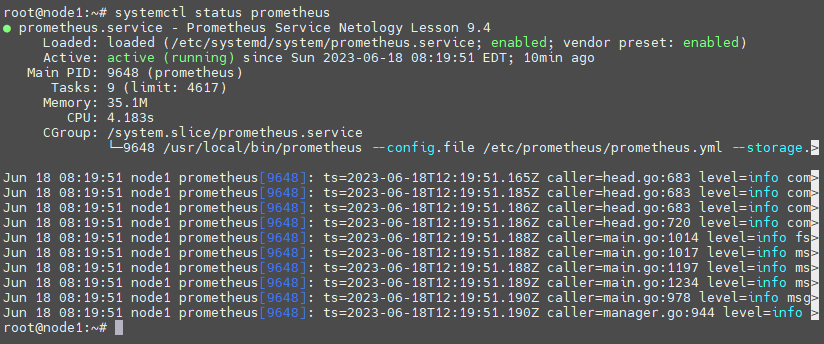 root@node1:~# systemctl status prometheus
● prometheus.service - Prometheus Service Netology Lesson 9.4
     Loaded: loaded (/etc/systemd/system/prometheus.service; enabled; vendor preset: enabled)
     Active: active (running) since Sun 2023-06-18 08:19:51 EDT; 10min ago
   Main PID: 9648 (prometheus)
      Tasks: 9 (limit: 4617)
     Memory: 35.1M
        CPU: 4.183s
     CGroup: /system.slice/prometheus.service
             └─9648 /usr/local/bin/prometheus --config.file /etc/prometheus/prometheus.yml --storage.>
Jun 18 08:19:51 node1 prometheus[9648]: ts=2023-06-18T12:19:51.165Z caller=head.go:683 level=info com>
Jun 18 08:19:51 node1 prometheus[9648]: ts=2023-06-18T12:19:51.185Z caller=head.go:683 level=info com>
Jun 18 08:19:51 node1 prometheus[9648]: ts=2023-06-18T12:19:51.186Z caller=head.go:683 level=info com>
Jun 18 08:19:51 node1 prometheus[9648]: ts=2023-06-18T12:19:51.186Z caller=head.go:720 level=info com>
Jun 18 08:19:51 node1 prometheus[9648]: ts=2023-06-18T12:19:51.188Z caller=main.go:1014 level=info fs>
Jun 18 08:19:51 node1 prometheus[9648]: ts=2023-06-18T12:19:51.188Z caller=main.go:1017 level=info ms>
Jun 18 08:19:51 node1 prometheus[9648]: ts=2023-06-18T12:19:51.188Z caller=main.go:1197 level=info ms>
Jun 18 08:19:51 node1 prometheus[9648]: ts=2023-06-18T12:19:51.189Z caller=main.go:1234 level=info ms>
Jun 18 08:19:51 node1 prometheus[9648]: ts=2023-06-18T12:19:51.190Z caller=main.go:978 level=info msg>
Jun 18 08:19:51 node1 prometheus[9648]: ts=2023-06-18T12:19:51.190Z caller=manager.go:944 level=info >
root@node1:~#